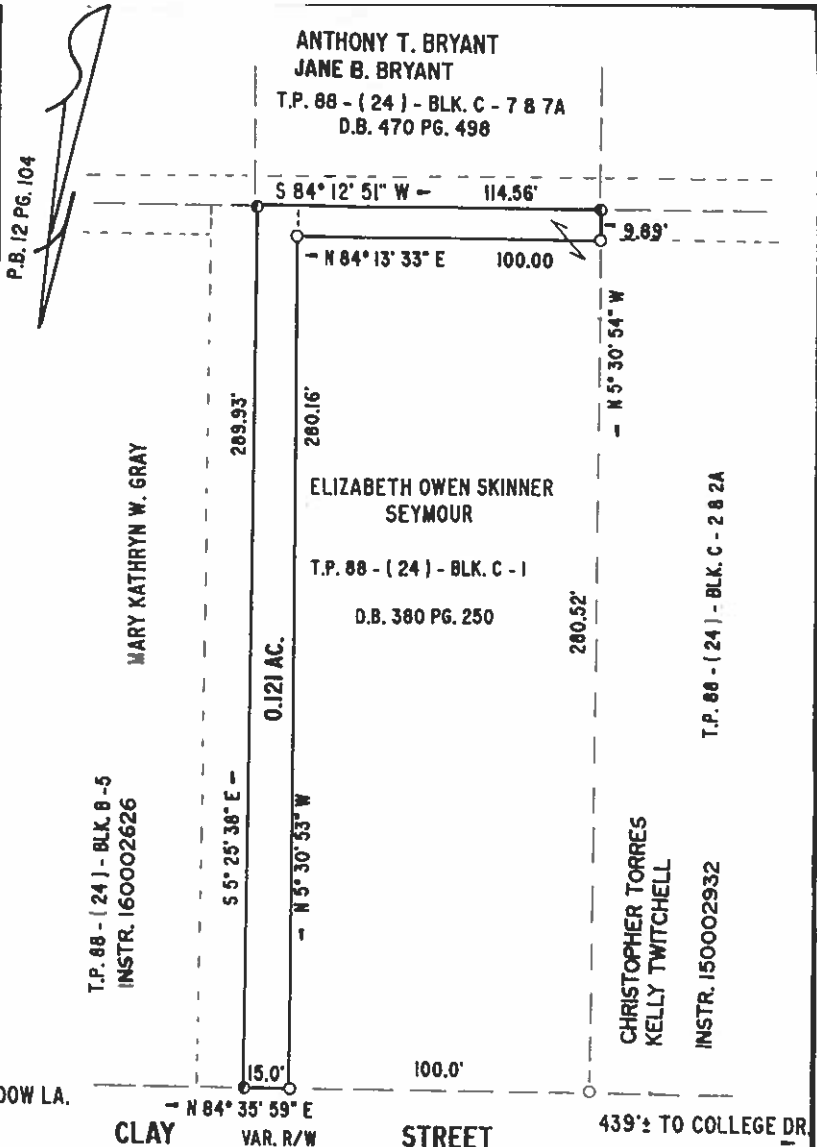 ANTHONY T. BRYANT
JANE B. BRYANT
T.P. 88 - ( 24 ) - BLK. C - 7 8 7A
D.B. 470 PG. 498
P.B. 12 PG. 104
S 84° 12' 51" W
114.56'
9.89'
N 84° 13' 33" E
100.00
N 5° 30' 54" W
289.93'
280.16'
MARY KATHRYN W. GRAY
ELIZABETH OWEN SKINNER
SEYMOUR
T.P. 88 - ( 24 ) - BLK. C - 1
D.B. 380 PG. 250
280.52'
T.P. 88 - ( 24 ) - BLK. C - 2 8 2A
0.121 AC.
T.P. 88 - ( 24 ) - BLK. B - 5
INSTR. 160002626
S 5° 25' 38" E
N 5° 30' 53" W
CHRISTOPHER TORRES
KELLY TWITCHELL
INSTR. 150002932
15.0'
100.0'
DOW LA.
N 84° 35' 59" E
439'± TO COLLEGE DR.
CLAY
VAR. R/W
STREET